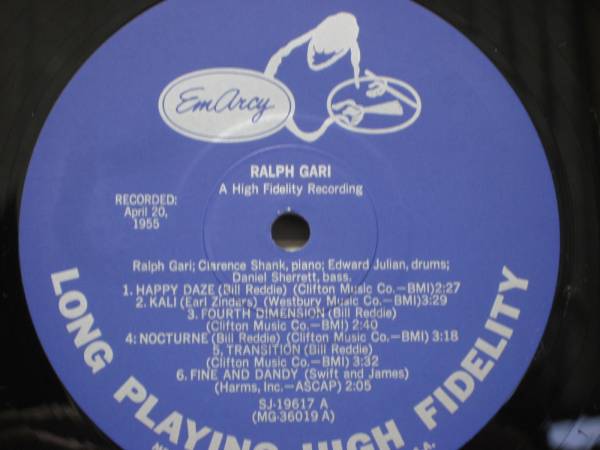 EmArcy
RALPH GARI
A High Fidelity Recording
RECORDED:
April 20,
1955
Ralph Gari; Clarence Shank, piano; Edward Julian, drums;
Daniel Sherrett, bass.
1. HAPPY DAZE (Bill Reddie) (Clifton Music Co.—BMI)2:27
2. KALI (Earl Zindars) (Westbury Music Co.—BMI)3:29
3. FOURTH DIMENSION (Bill Reddie)
(Clifton Music Co.—BMI) 2:40
4: NOCTURNE (Bill Reddie) (Clifton Music Co.—BMI) 3:18
5. TRANSITION (Bill Reddie)
(Clifton Music Co.—BMI) 3:32
6. FINE AND DANDY (Swift and James)
(Harms, Inc.—ASCAP) 2:05
SJ-19617 A
(MG-36019 A)
LONG PLAYING HIGH FIDELITY